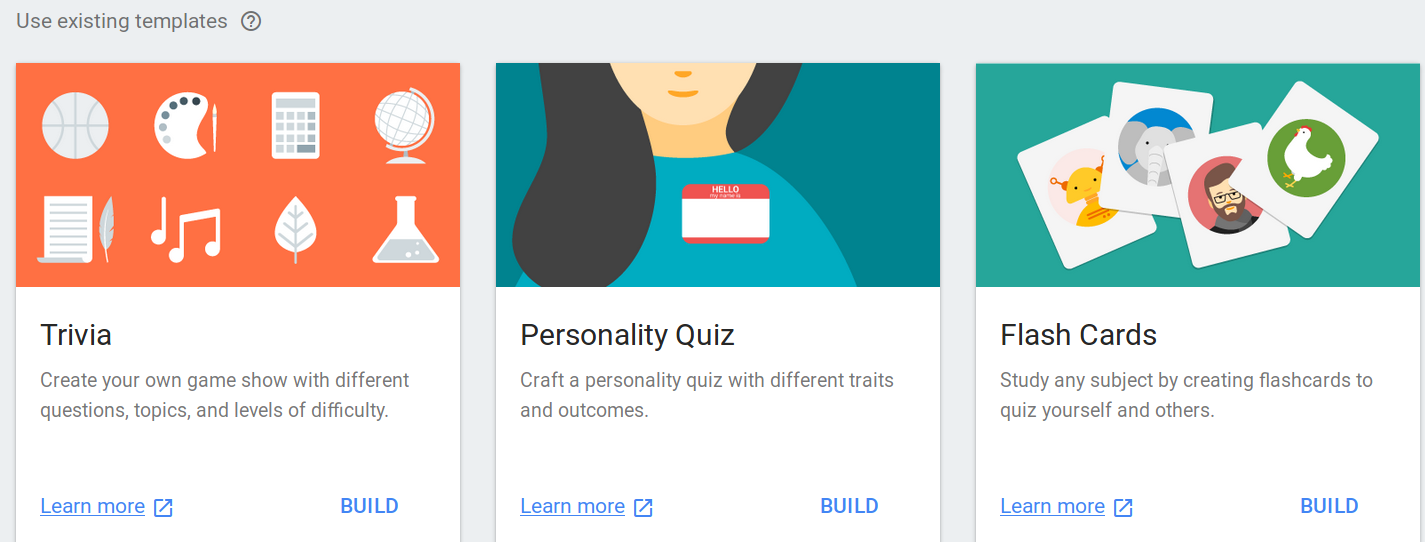 Use existing templates
HELLO
my name is
Trivia
Create your own game show with different
questions, topics, and levels of difficulty.
Learn more
BUILD
Personality Quiz
Craft a personality quiz with different traits
and outcomes.
Learn more
BUILD
Flash Cards
Study any subject by creating flashcards to
quiz yourself and others.
Learn more
BUILD